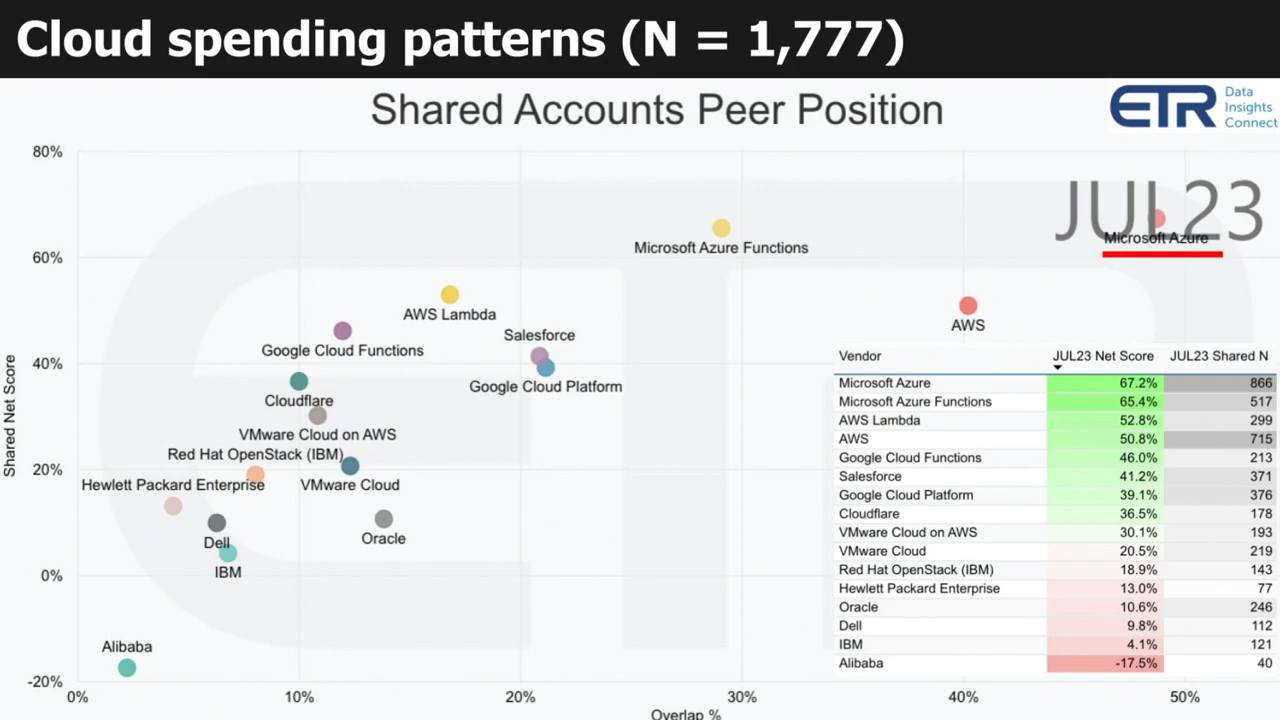 Cloud spending patterns (N = 1,777)
Shared Accounts Peer Position
ETR Data
Insights
Connect
JUL23
80%
60%
40%
20%
0%
-20%
Shared Net Score
Microsoft Azure Functions
Microsoft Azure
AWS Lambda
AWS
Google Cloud Functions
Salesforce
Google Cloud Platform
Cloudflare
VMware Cloud on AWS
Red Hat OpenStack (IBM)
Hewlett Packard Enterprise
VMware Cloud
Dell
Oracle
IBM
Alibaba
0% 10% 20% 30% 40% 50%
Overlap %
Vendor JUL23 Net Score JUL23 Shared N
Microsoft Azure 67.2% 866
Microsoft Azure Functions 65.4% 517
AWS Lambda 52.8% 299
AWS 50.8% 715
Google Cloud Functions 46.0% 213
Salesforce 41.2% 371
Google Cloud Platform 39.1% 376
Cloudflare 36.5% 178
VMware Cloud on AWS 30.1% 193
VMware Cloud 20.5% 219
Red Hat OpenStack (IBM) 18.9% 143
Hewlett Packard Enterprise 13.0% 77
Oracle 10.6% 246
Dell 9.8% 112
IBM 4.1% 121
Alibaba -17.5% 40